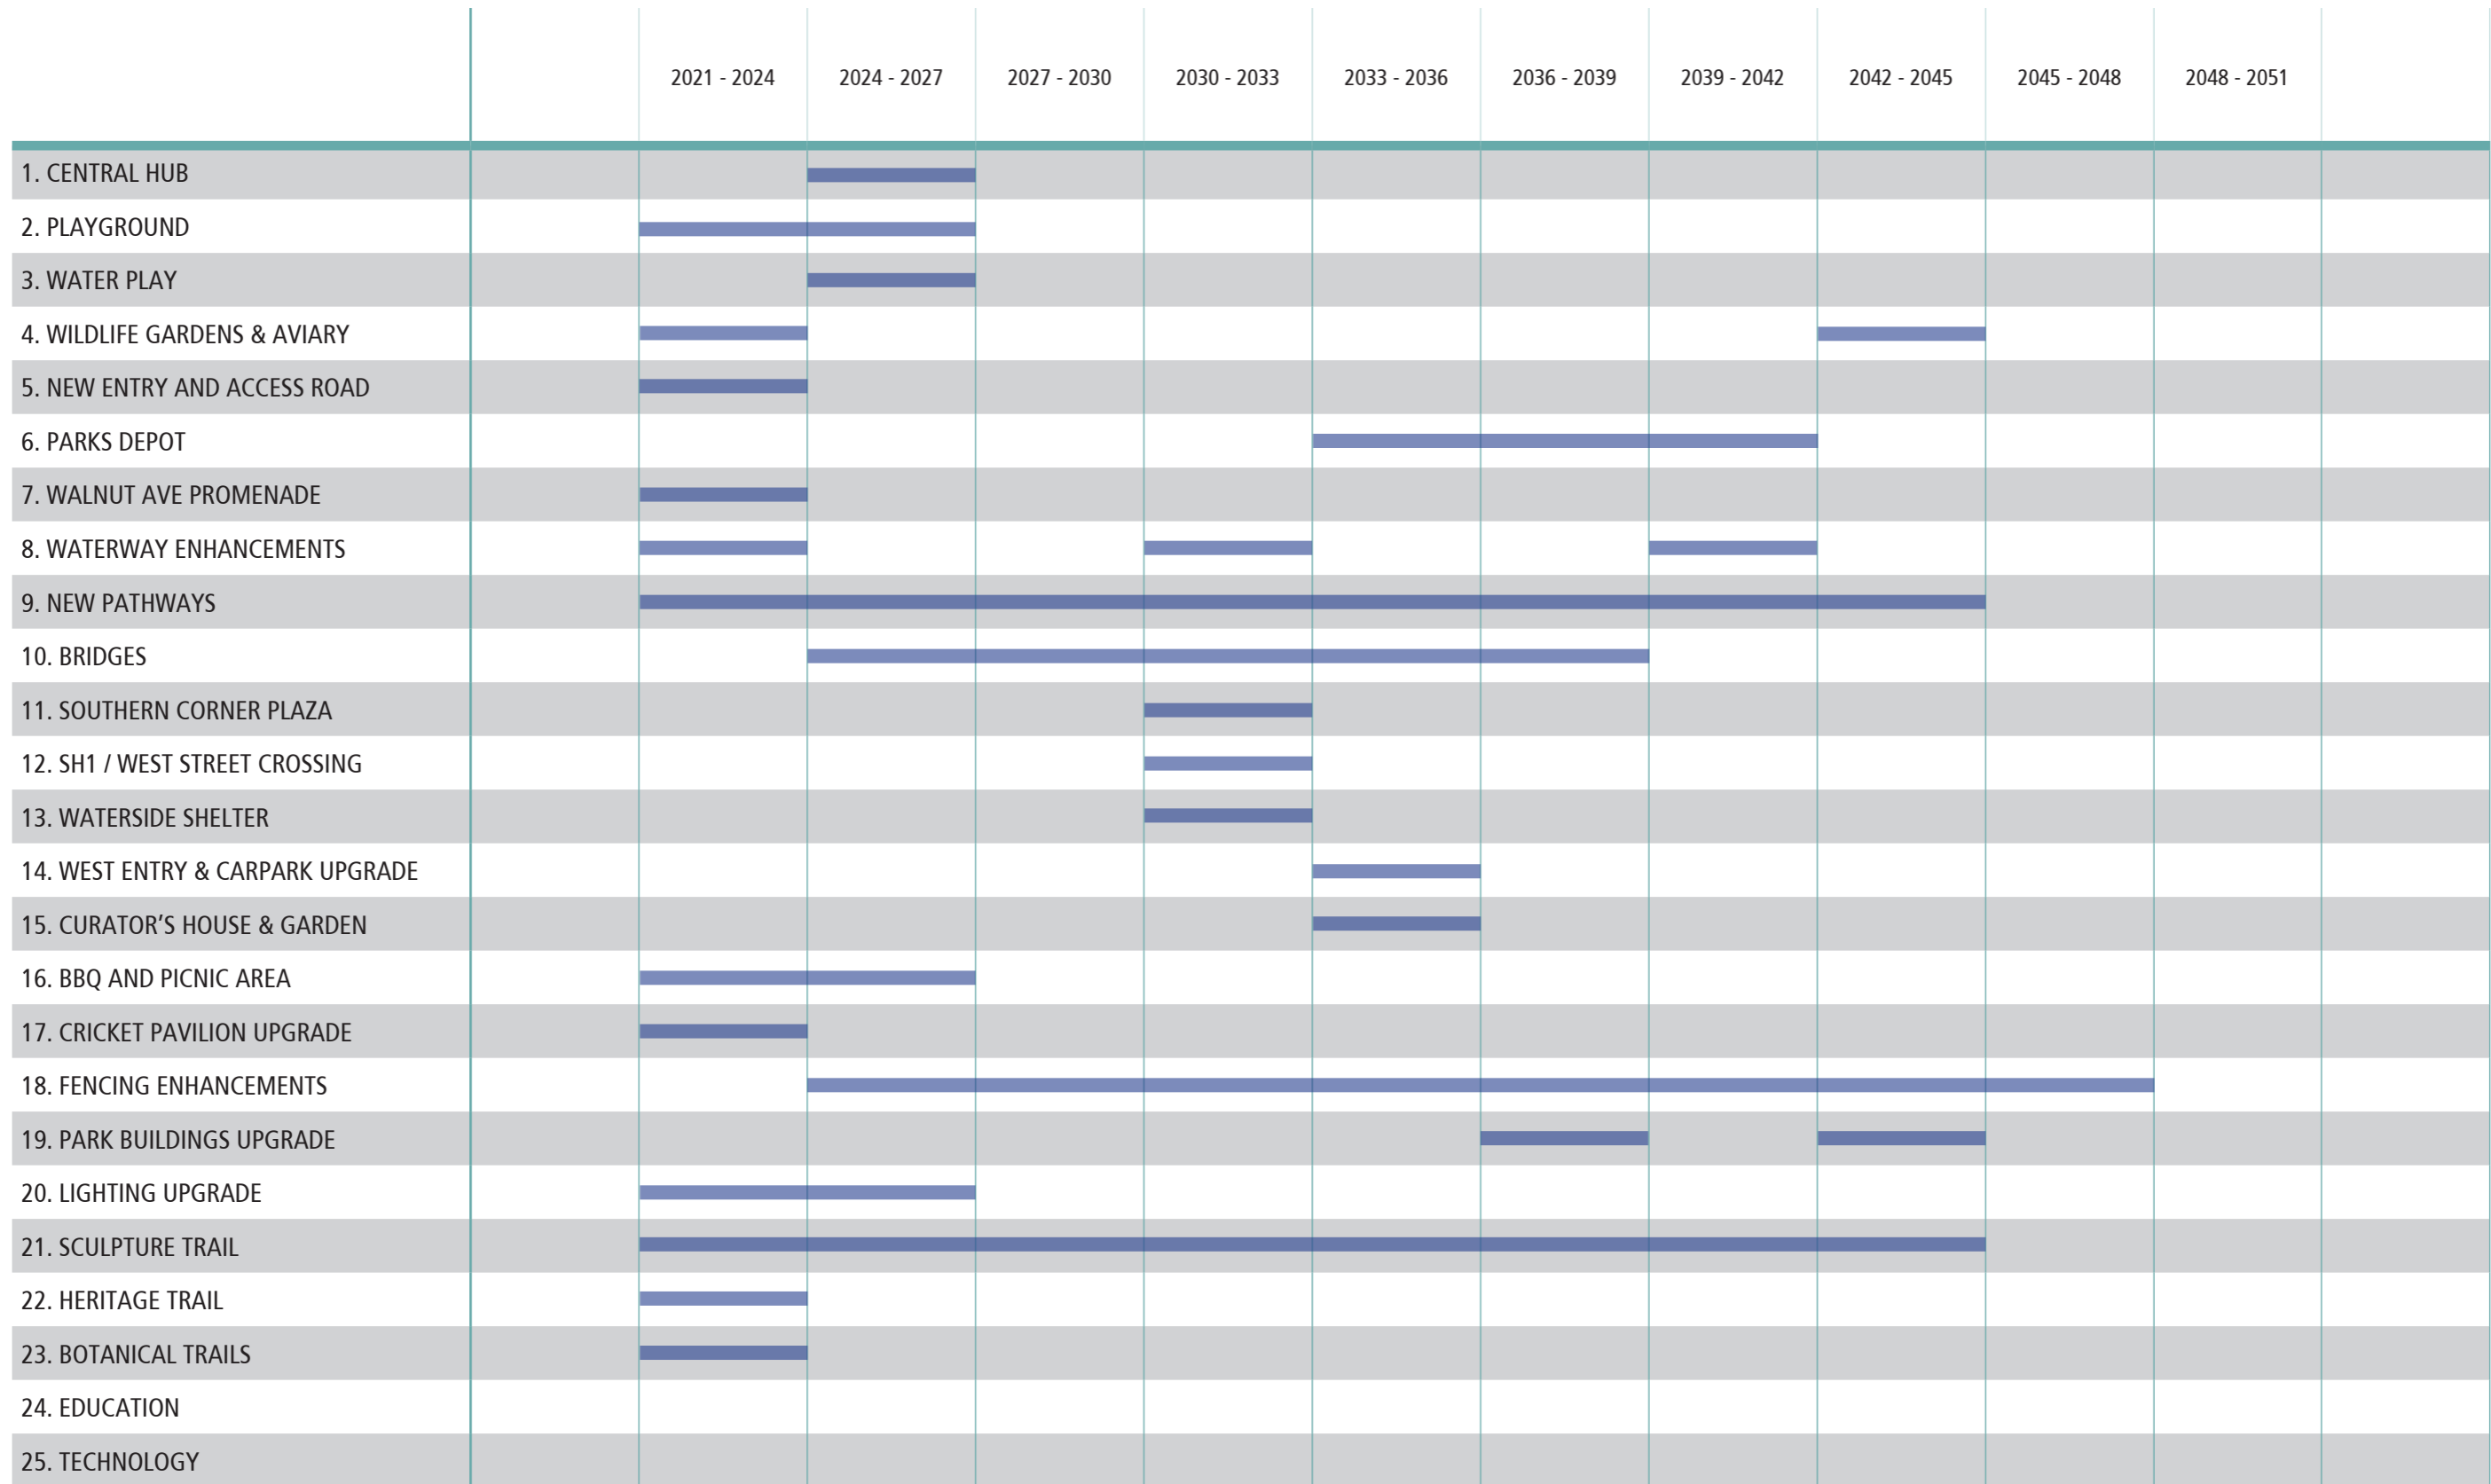 2021 - 2024 2024 - 2027 2027 - 2030 2030 - 2033 2033 - 2036 2036 - 2039 2039 - 2042 2042 - 2045 2045 - 2048 2048 - 2051
1. CENTRAL HUB
2. PLAYGROUND
3. WATER PLAY
4. WILDLIFE GARDENS & AVIARY
5. NEW ENTRY AND ACCESS ROAD
6. PARKS DEPOT
7. WALNUT AVE PROMENADE
8. WATERWAY ENHANCEMENTS
9. NEW PATHWAYS
10. BRIDGES
11. SOUTHERN CORNER PLAZA
12. SH1 / WEST STREET CROSSING
13. WATERSIDE SHELTER
14. WEST ENTRY & CARPARK UPGRADE
15. CURATOR’S HOUSE & GARDEN
16. BBQ AND PICNIC AREA
17. CRICKET PAVILION UPGRADE
18. FENCING ENHANCEMENTS
19. PARK BUILDINGS UPGRADE
20. LIGHTING UPGRADE
21. SCULPTURE TRAIL
22. HERITAGE TRAIL
23. BOTANICAL TRAILS
24. EDUCATION
25. TECHNOLOGY